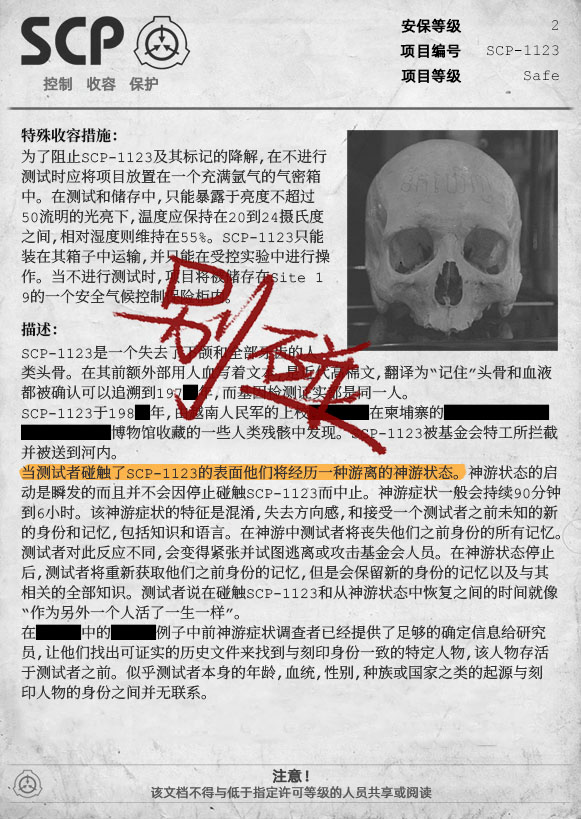 SCP
控制 收容 保护
安保等级 2
项目编号 SCP-1123
项目等级 Safe
特殊收容措施：
为了阻止SCP-1123及其标记的降解,在不进行
测试时应将项目放置在一个充满氩气的气密箱
中。在测试和储存中,只能暴露于亮度不超过
50流明的光亮下,温度应保持在20到24摄氏度
之间,相对湿度则维持在55%。SCP-1123只能
装在其箱子中运输,并只能在受控实验中进行操
作。当不进行测试时,项目将被储存在Site 1
9的一个安全气候控制保险柜内。
别碰
描述：
SCP-1123是一个失去了下颌和全部牙齿的人
类头骨。在其前额外部用人血写着文本,是近代高棉文,翻译为“记住”头骨和血液
都被确认可以追溯到197 年,而基因检测证实都是同一人。
SCP-1123于198 年,由越南人民军的上校 在柬埔寨的
博物馆收藏的一些人类残骸中发现。SCP-1123被基金会特工所拦截
并被送到河内。
当测试者碰触了SCP-1123的表面他们将经历一种游离的神游状态。神游状态的启
动是瞬发的而且并不会因停止碰触SCP-1123而中止。神游症状一般会持续90分钟
到6小时。该神游症状的特征是混淆,失去方向感,和接受一个测试者之前未知的新
的身份和记忆,包括知识和语言。在神游中测试者将丧失他们之前身份的所有记忆。
测试者对此反应不同,会变得紧张并试图逃离或攻击基金会人员。在神游状态停止
后,测试者将重新获取他们之前身份的记忆,但是会保留新的身份的记忆以及与其
相关的全部知识。测试者说在碰触SCP-1123和从神游状态中恢复之间的时间就像
“作为另外一个人活了一生一样”。
在 中的 例子中前神游症状调查者已经提供了足够的确定信息给研究
员,让他们找出可证实的历史文件来找到与刻印身份一致的特定人物,该人物存活
于测试者之前。似乎测试者本身的年龄,血统,性别,种族或国家之类的起源与刻
印人物的身份之间并无联系。
注意！
该文档不得与低于指定许可等级的人员共享或阅读